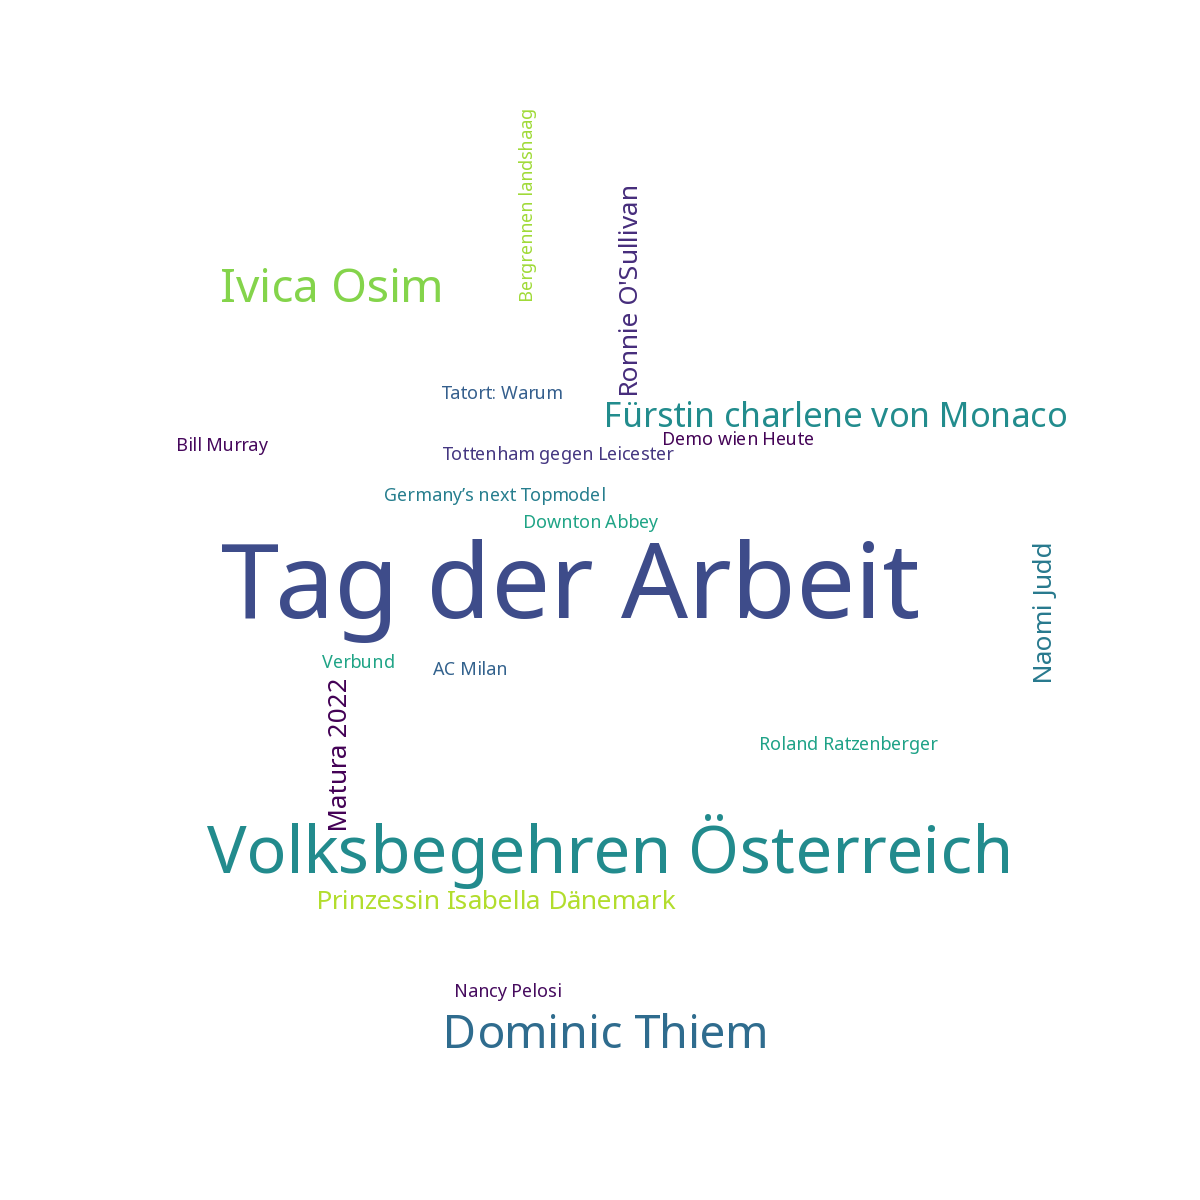 Bergrennen landshaag
Ronnie O'Sullivan
Ivica Osim
Tatort: Warum
Fürstin charlene von Monaco
Demo wien Heute
Bill Murray
Tottenham gegen Leicester
Germany’s next Topmodel
Downton Abbey
Tag der Arbeit
Naomi Judd
Verbund
AC Milan
Matura 2022
Roland Ratzenberger
Volksbegehren Österreich
Prinzessin Isabella Dänemark
Nancy Pelosi
Dominic Thiem